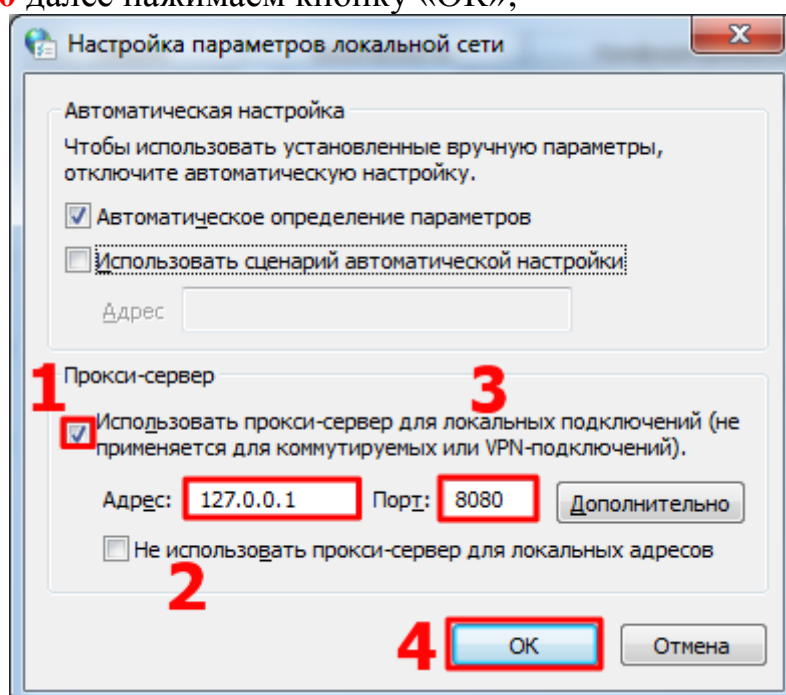 далее нажимаем кнопку «ОК»;
Настройка параметров локальной сети
Автоматическая настройка
Чтобы использовать установленные вручную параметры,
отключите автоматическую настройку.
Автоматическое определение параметров
Использовать сценарий автоматической настройки
Адрес
1
Прокси-сервер
3
Использовать прокси-сервер для локальных подключений (не
применяется для коммутируемых или VPN-подключений).
Адрес: 127.0.0.1 Порт: 8080 Дополнительно
Не использовать прокси-сервер для локальных адресов
2
4 ОК Отмена